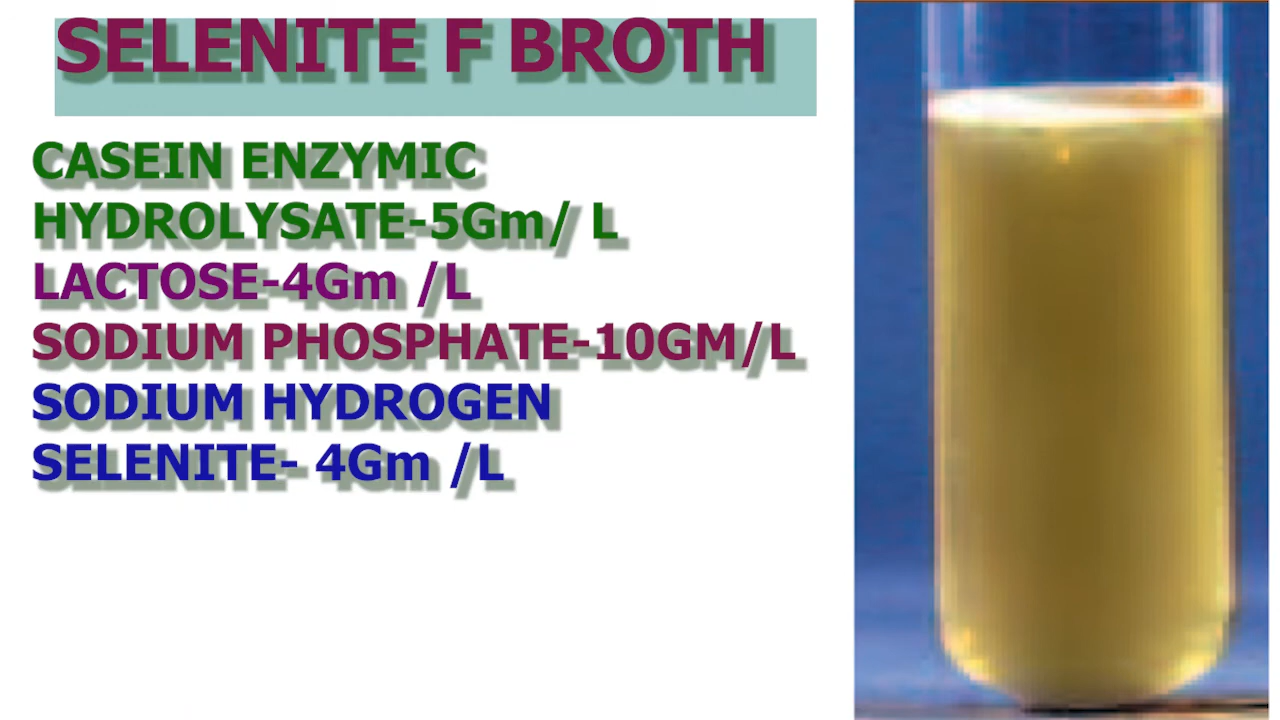 SELENITE F BROTH
CASEIN ENZYMIC
HYDROLYSATE-5Gm/ L
LACTOSE-4Gm /L
SODIUM PHOSPHATE-10GM/L
SODIUM HYDROGEN
SELENITE- 4Gm /L